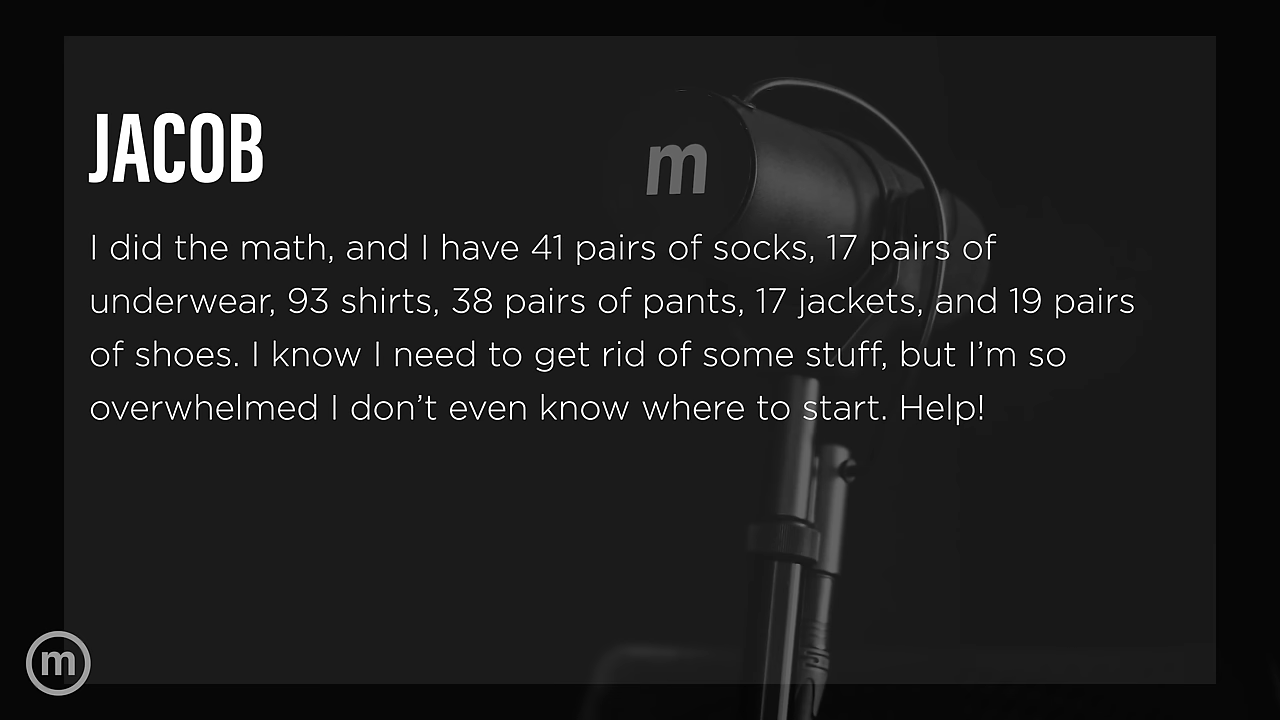 m
JACOB
I did the math, and I have 41 pairs of socks, 17 pairs of
underwear, 93 shirts, 38 pairs of pants, 17 jackets, and 19 pairs
of shoes. I know I need to get rid of some stuff, but I’m so
overwhelmed I don’t even know where to start. Help!
m